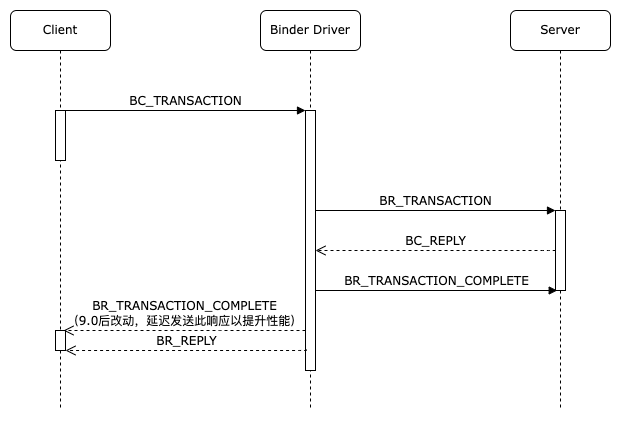 Client
Binder Driver
Server
BC_TRANSACTION
BR_TRANSACTION
BC_REPLY
BR_TRANSACTION_COMPLETE
BR_TRANSACTION_COMPLETE
(9.0后改动，延迟发送此响应以提升性能)
BR_REPLY